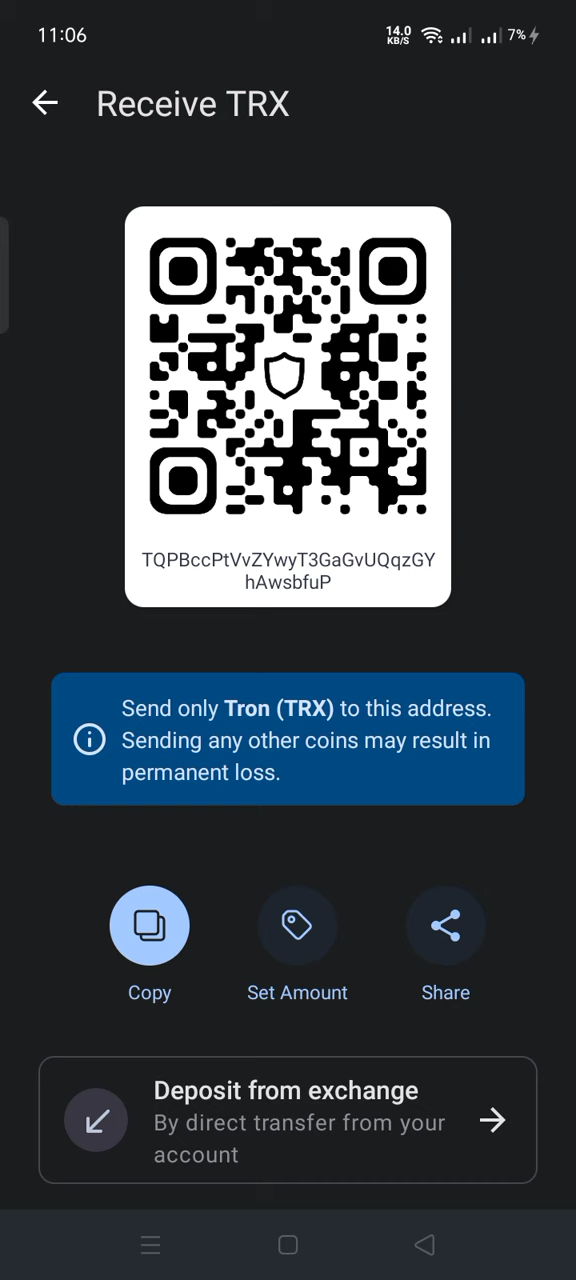 11:06
14.0
KB/S
7%
Receive TRX
TQPBccPtVvZYwyT3GaGvUQqzGY
hAwsbfuP
Send only Tron (TRX) to this address.
Sending any other coins may result in
permanent loss.
Copy
Set Amount
Share
Deposit from exchange
By direct transfer from your
account